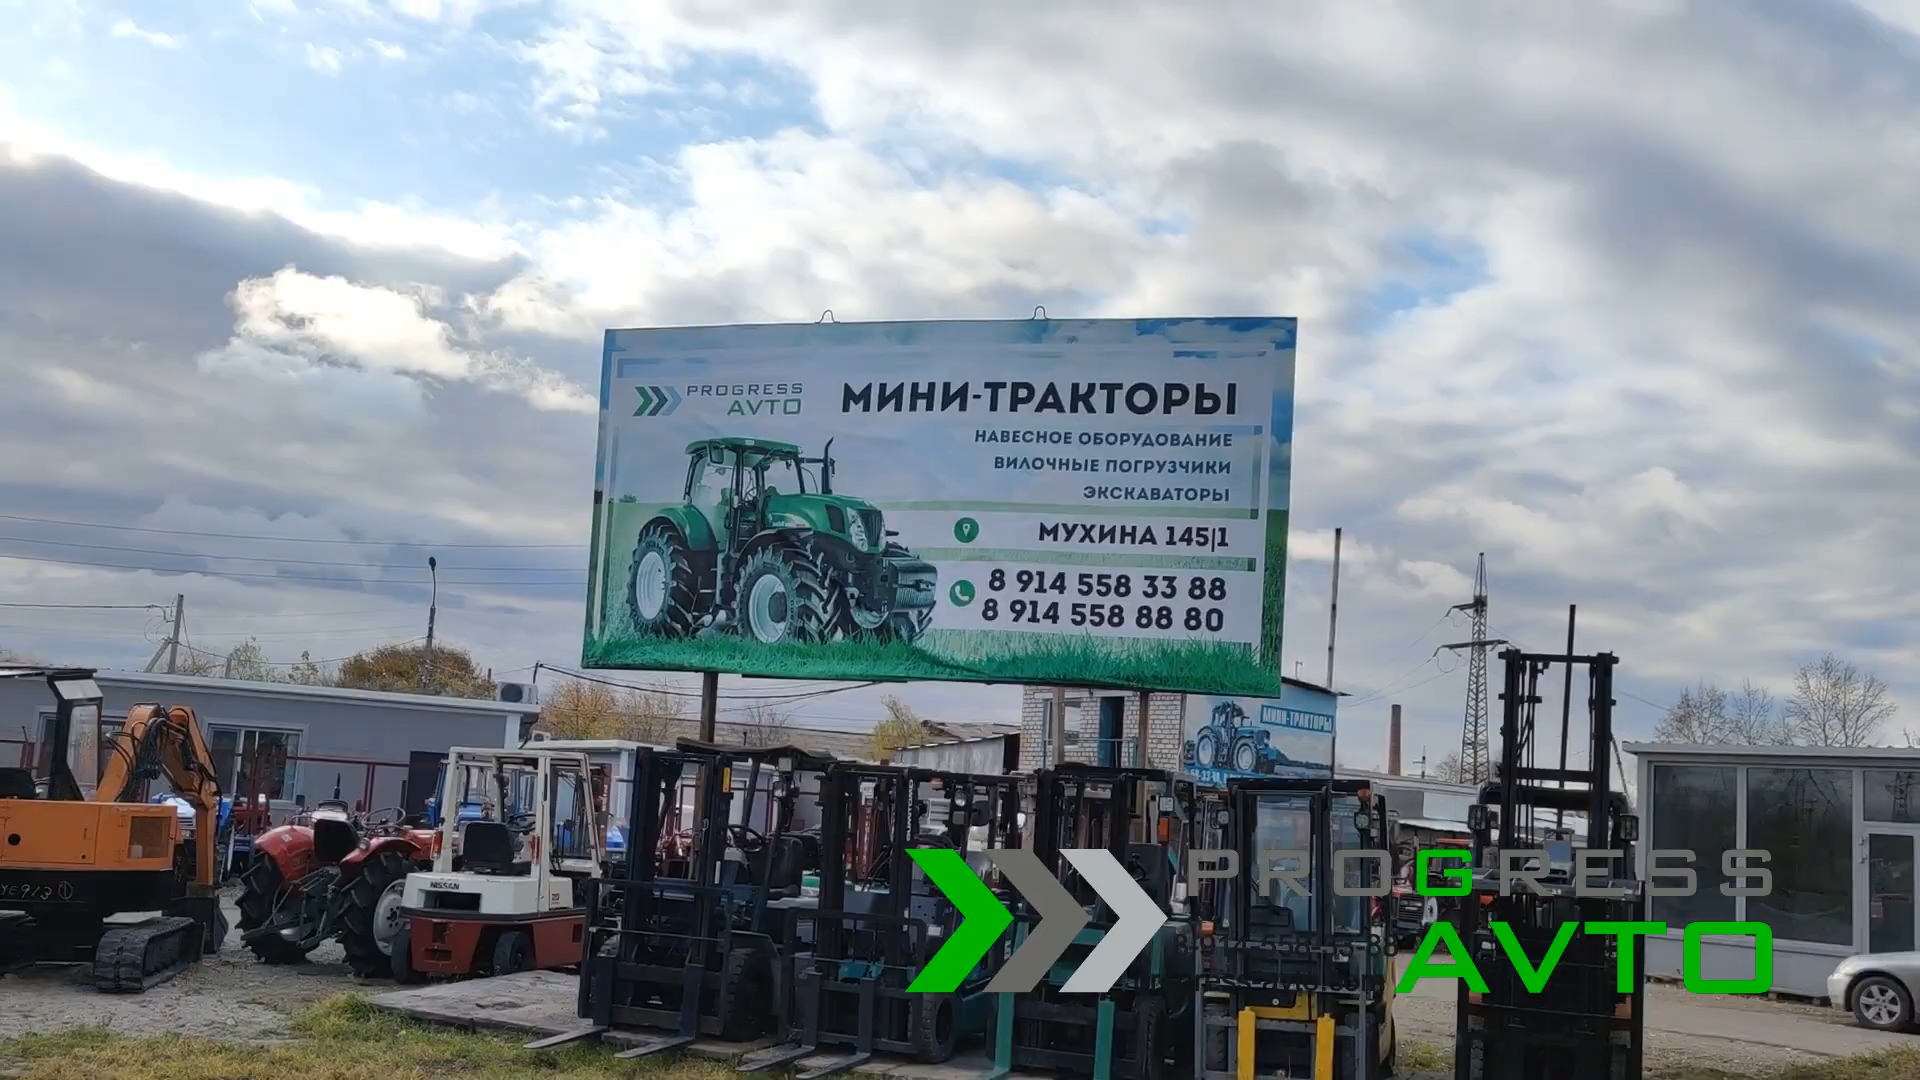 PROGRESS
AVTO
МИНИ-ТРАКТОРЫ
НАВЕСНОЕ ОБОРУДОВАНИЕ
ВИЛОЧНЫЕ ПОГРУЗЧИКИ
ЭКСКАВАТОРЫ
МУХИНА 145|1
8 914 558 33 88
8 914 558 88 80
МИНИ-ТРАКТОРЫ
NISSAN
PROGRESS
AVTO